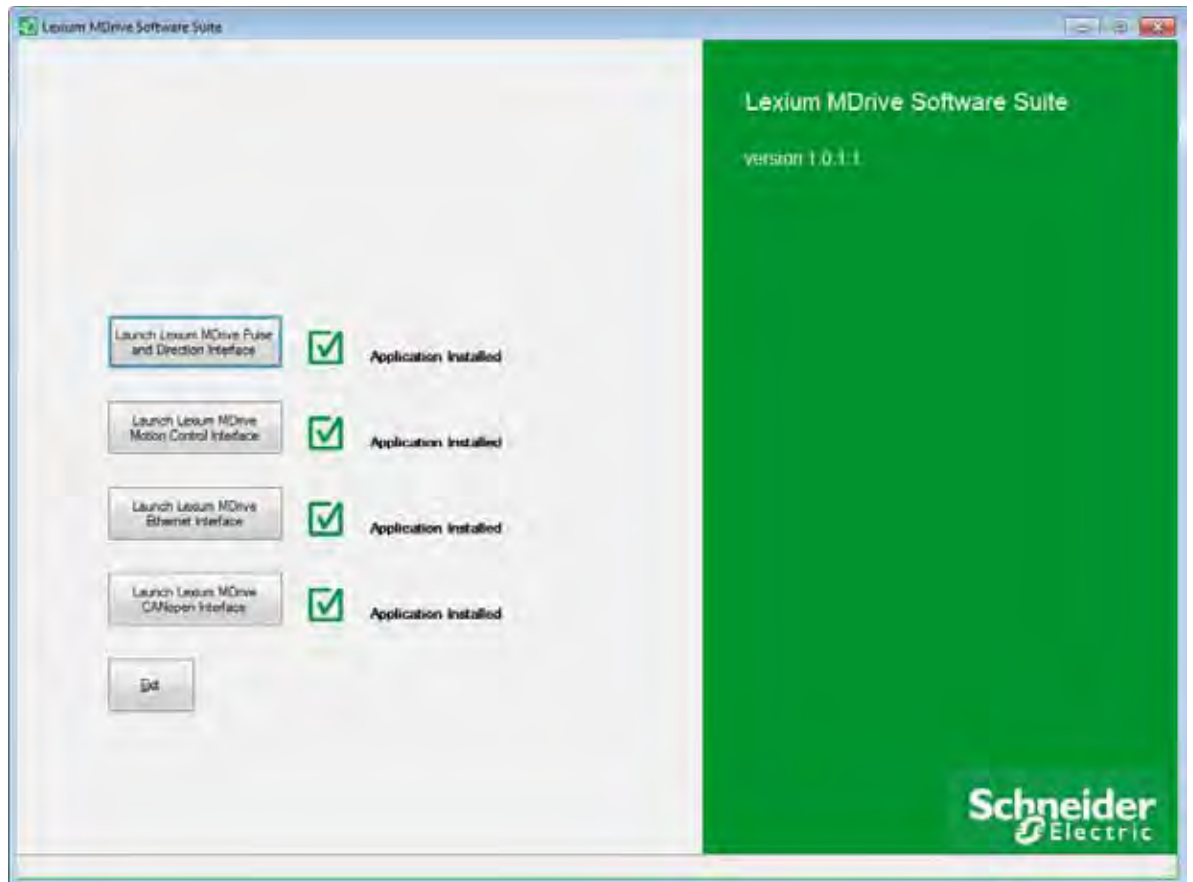 Lexium MDrive Software Suite
Lexium MDrive Software Suite
version 1.0.1.1
Launch Lexium MDrive Pulse
and Direction Interface
Application Installed
Launch Lexium MDrive
Motion Control Interface
Application Installed
Launch Lexium MDrive
Ethernet Interface
Application Installed
Launch Lexium MDrive
CANopen Interface
Application Installed
Exit
Schneider
Electric